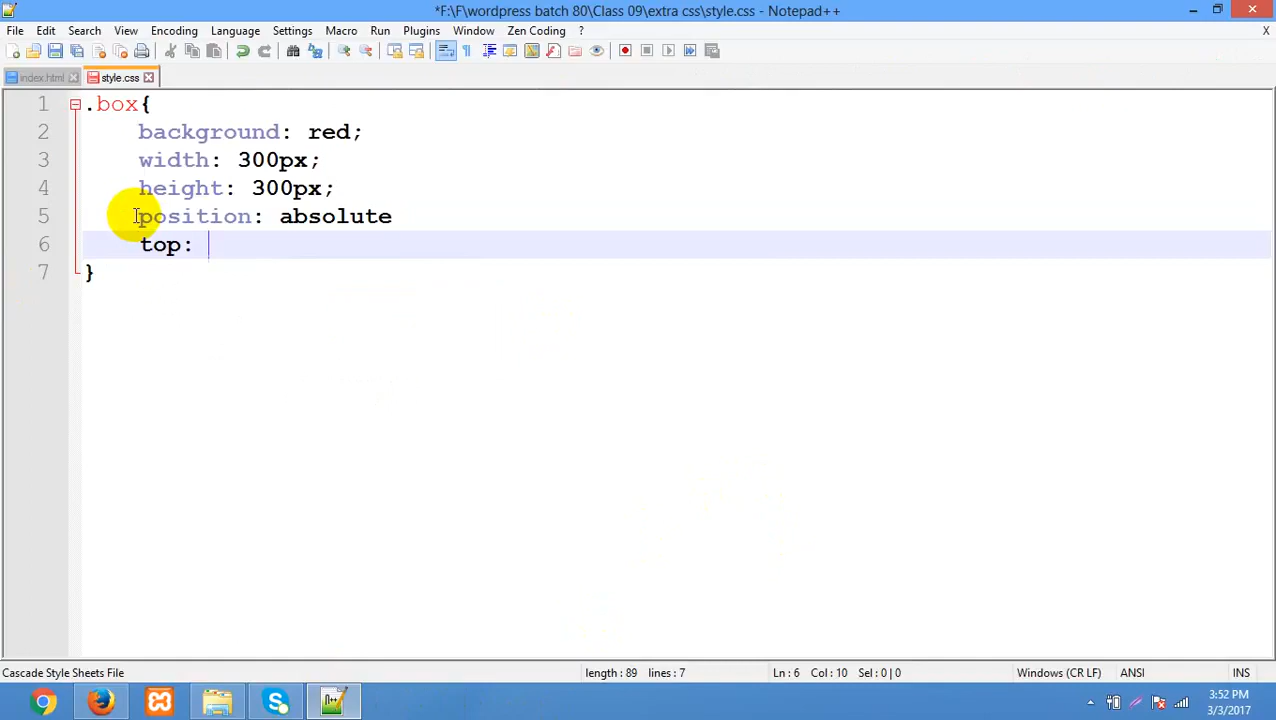 *F:\F\wordpress batch 80\Class 09\extra css\style.css - Notepad++
File Edit Search View Encoding Language Settings Macro Run Plugins Window Zen Coding ? X
index.html style.css
1 .box{
2 background: red;
3 width: 300px;
4 height: 300px;
5 position: absolute
6 top:
7 }
Cascade Style Sheets File length : 89 lines : 7 Ln : 6 Col : 10 Sel : 0 | 0 Windows (CR LF) ANSI INS
3:52 PM
3/3/2017